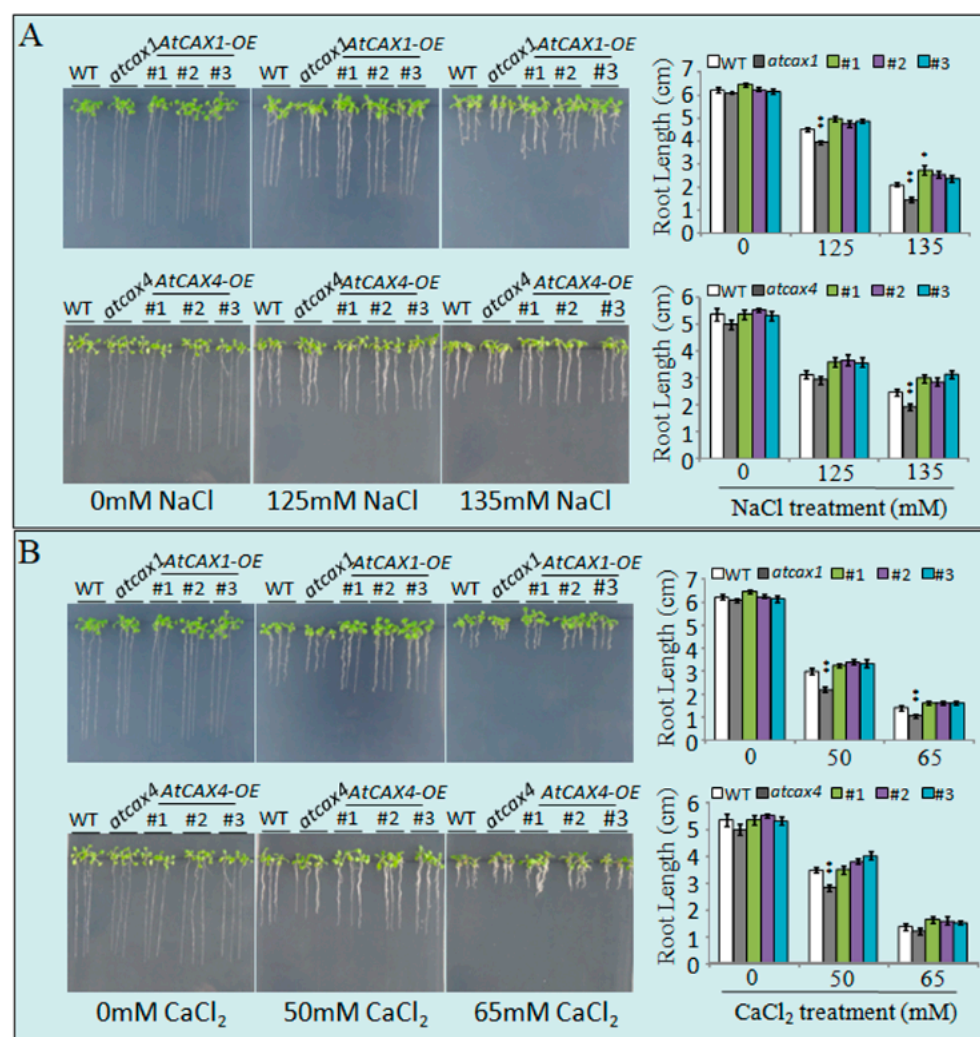 A
WT atcax1 AtCAX1-OE #1 #2 #3
WT atcax1 AtCAX1-OE #1 #2 #3
WT atcax1 AtCAX1-OE #1 #2 #3
Root Length (cm)
WT atcax1 #1 #2 #3
7
6
5
4
3
2
1
0
** ** *
0 125 135
WT atcax4 AtCAX4-OE #1 #2 #3
WT atcax4 AtCAX4-OE #1 #2 #3
WT atcax4 AtCAX4-OE #1 #2 #3
Root Length (cm)
WT atcax4 #1 #2 #3
6
5
4
3
2
1
0
**
0 125 135
0mM NaCl 125mM NaCl 135mM NaCl
NaCl treatment (mM)
B
WT atcax1 AtCAX1-OE #1 #2 #3
WT atcax1 AtCAX1-OE #1 #2 #3
WT atcax1 AtCAX1-OE #1 #2 #3
Root Length (cm)
WT atcax1 #1 #2 #3
7
6
5
4
3
2
1
0
** **
0 50 65
WT atcax4 AtCAX4-OE #1 #2 #3
WT atcax4 AtCAX4-OE #1 #2 #3
WT atcax4 AtCAX4-OE #1 #2 #3
Root Length (cm)
WT atcax4 #1 #2 #3
6
5
4
3
2
1
0
**
0 50 65
0mM CaCl₂ 50mM CaCl₂ 65mM CaCl₂
CaCl₂ treatment (mM)